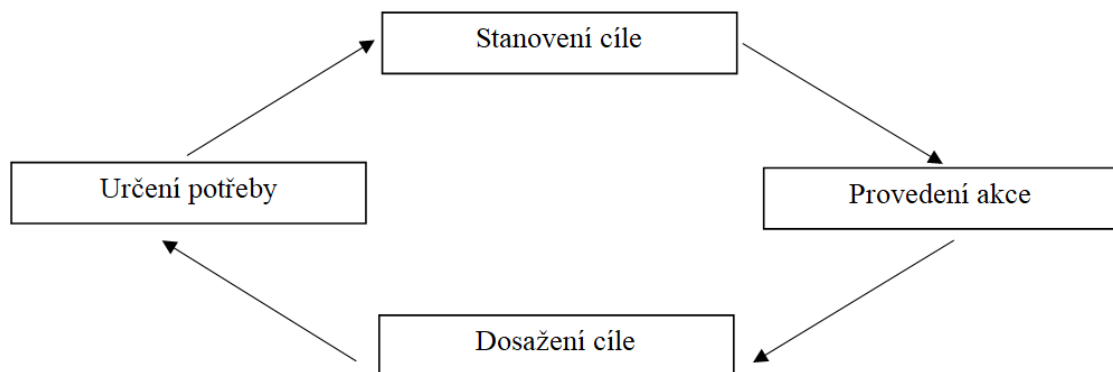 Stanovení cíle
Určení potřeby
Provedení akce
Dosažení cíle